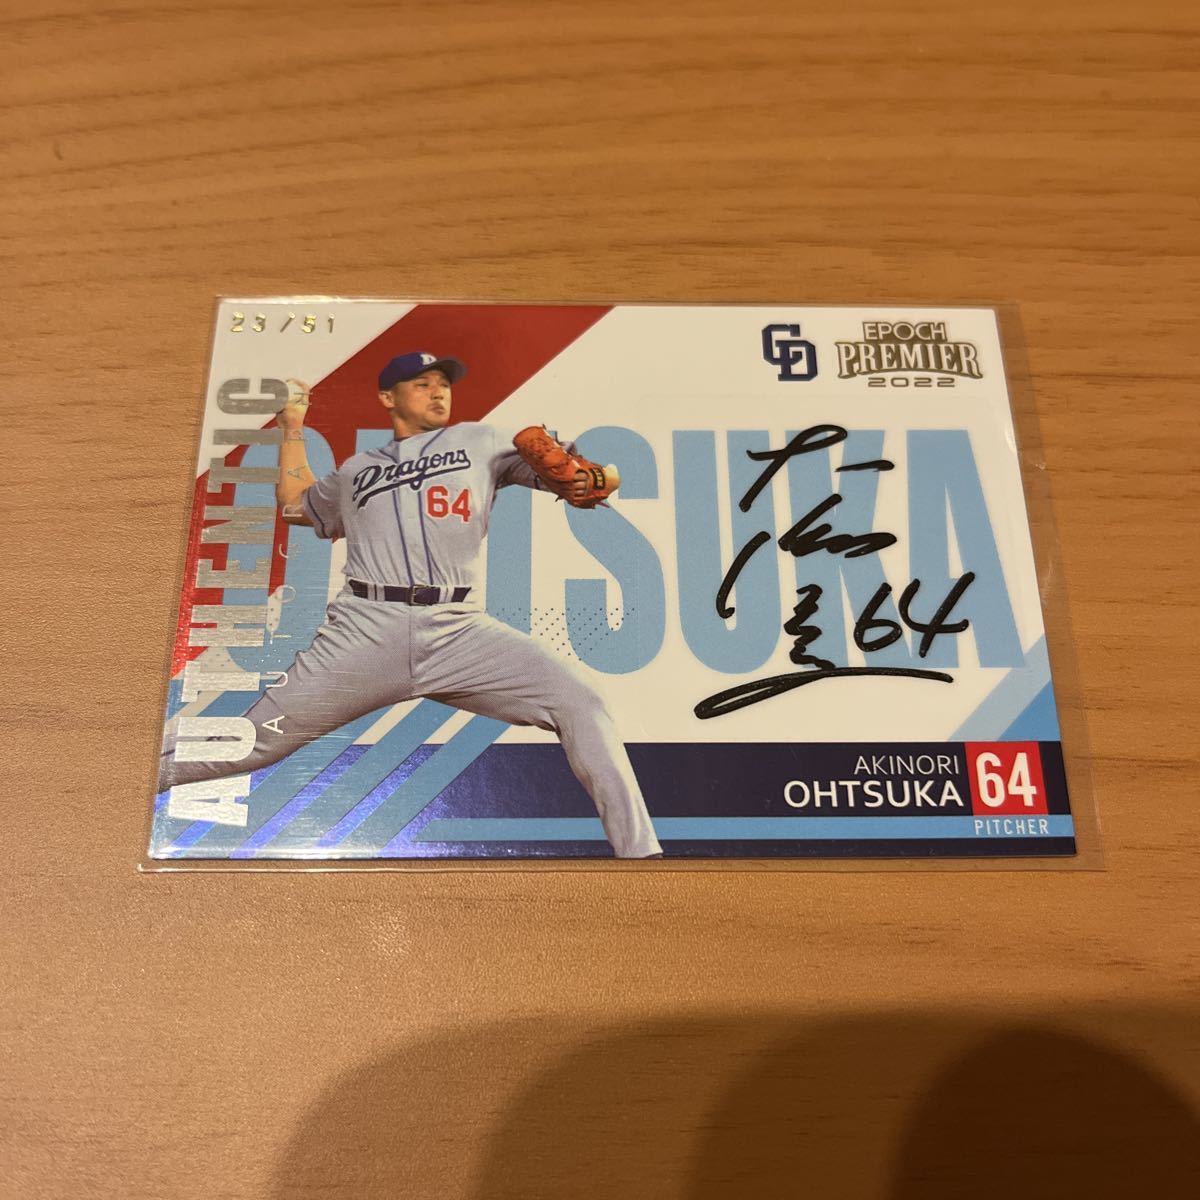 23/51
AUTHENTIC
AUTOGRAPH
CD
EPOCH
PREMIER
2022
D
Dragons
64
OHTSUKA
64
AKINORI
OHTSUKA
64
PITCHER